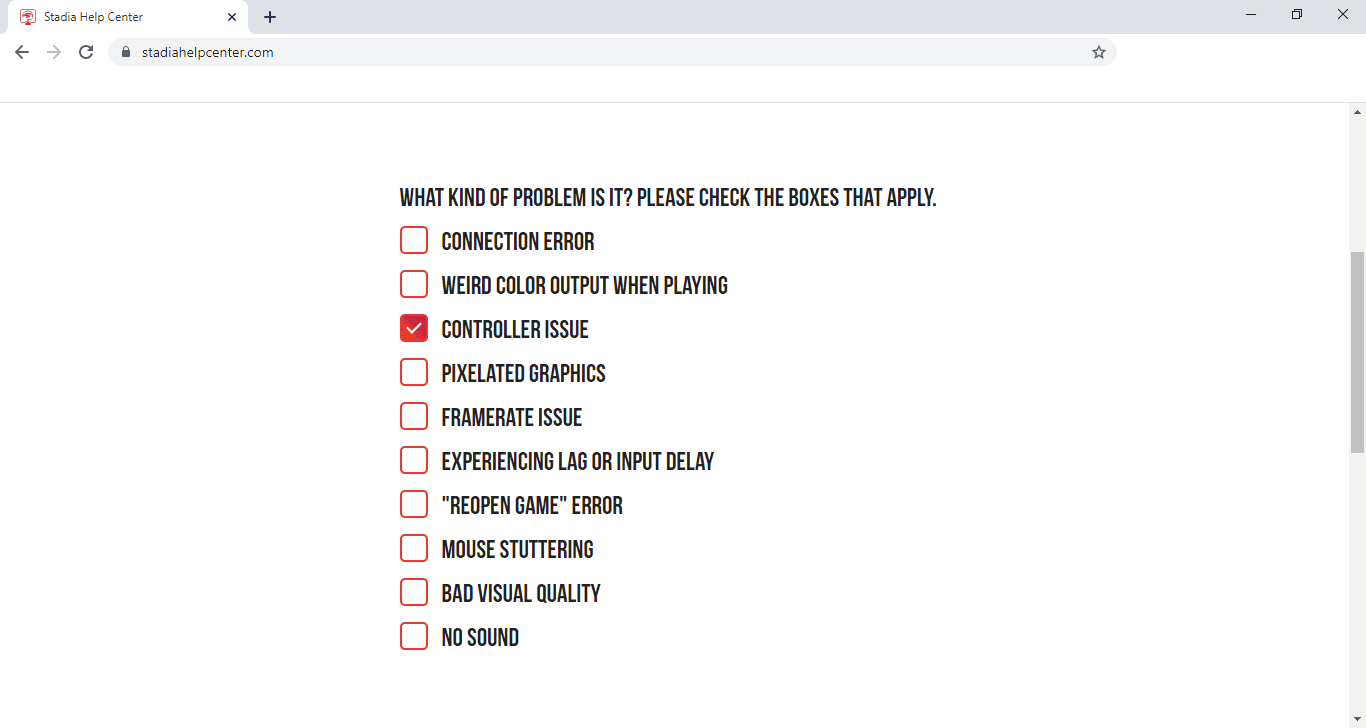 Stadia Help Center
stadiahelpcenter.com
WHAT KIND OF PROBLEM IS IT? PLEASE CHECK THE BOXES THAT APPLY.
CONNECTION ERROR
WEIRD COLOR OUTPUT WHEN PLAYING
CONTROLLER ISSUE
PIXELATED GRAPHICS
FRAMERATE ISSUE
EXPERIENCING LAG OR INPUT DELAY
"REOPEN GAME" ERROR
MOUSE STUTTERING
BAD VISUAL QUALITY
NO SOUND